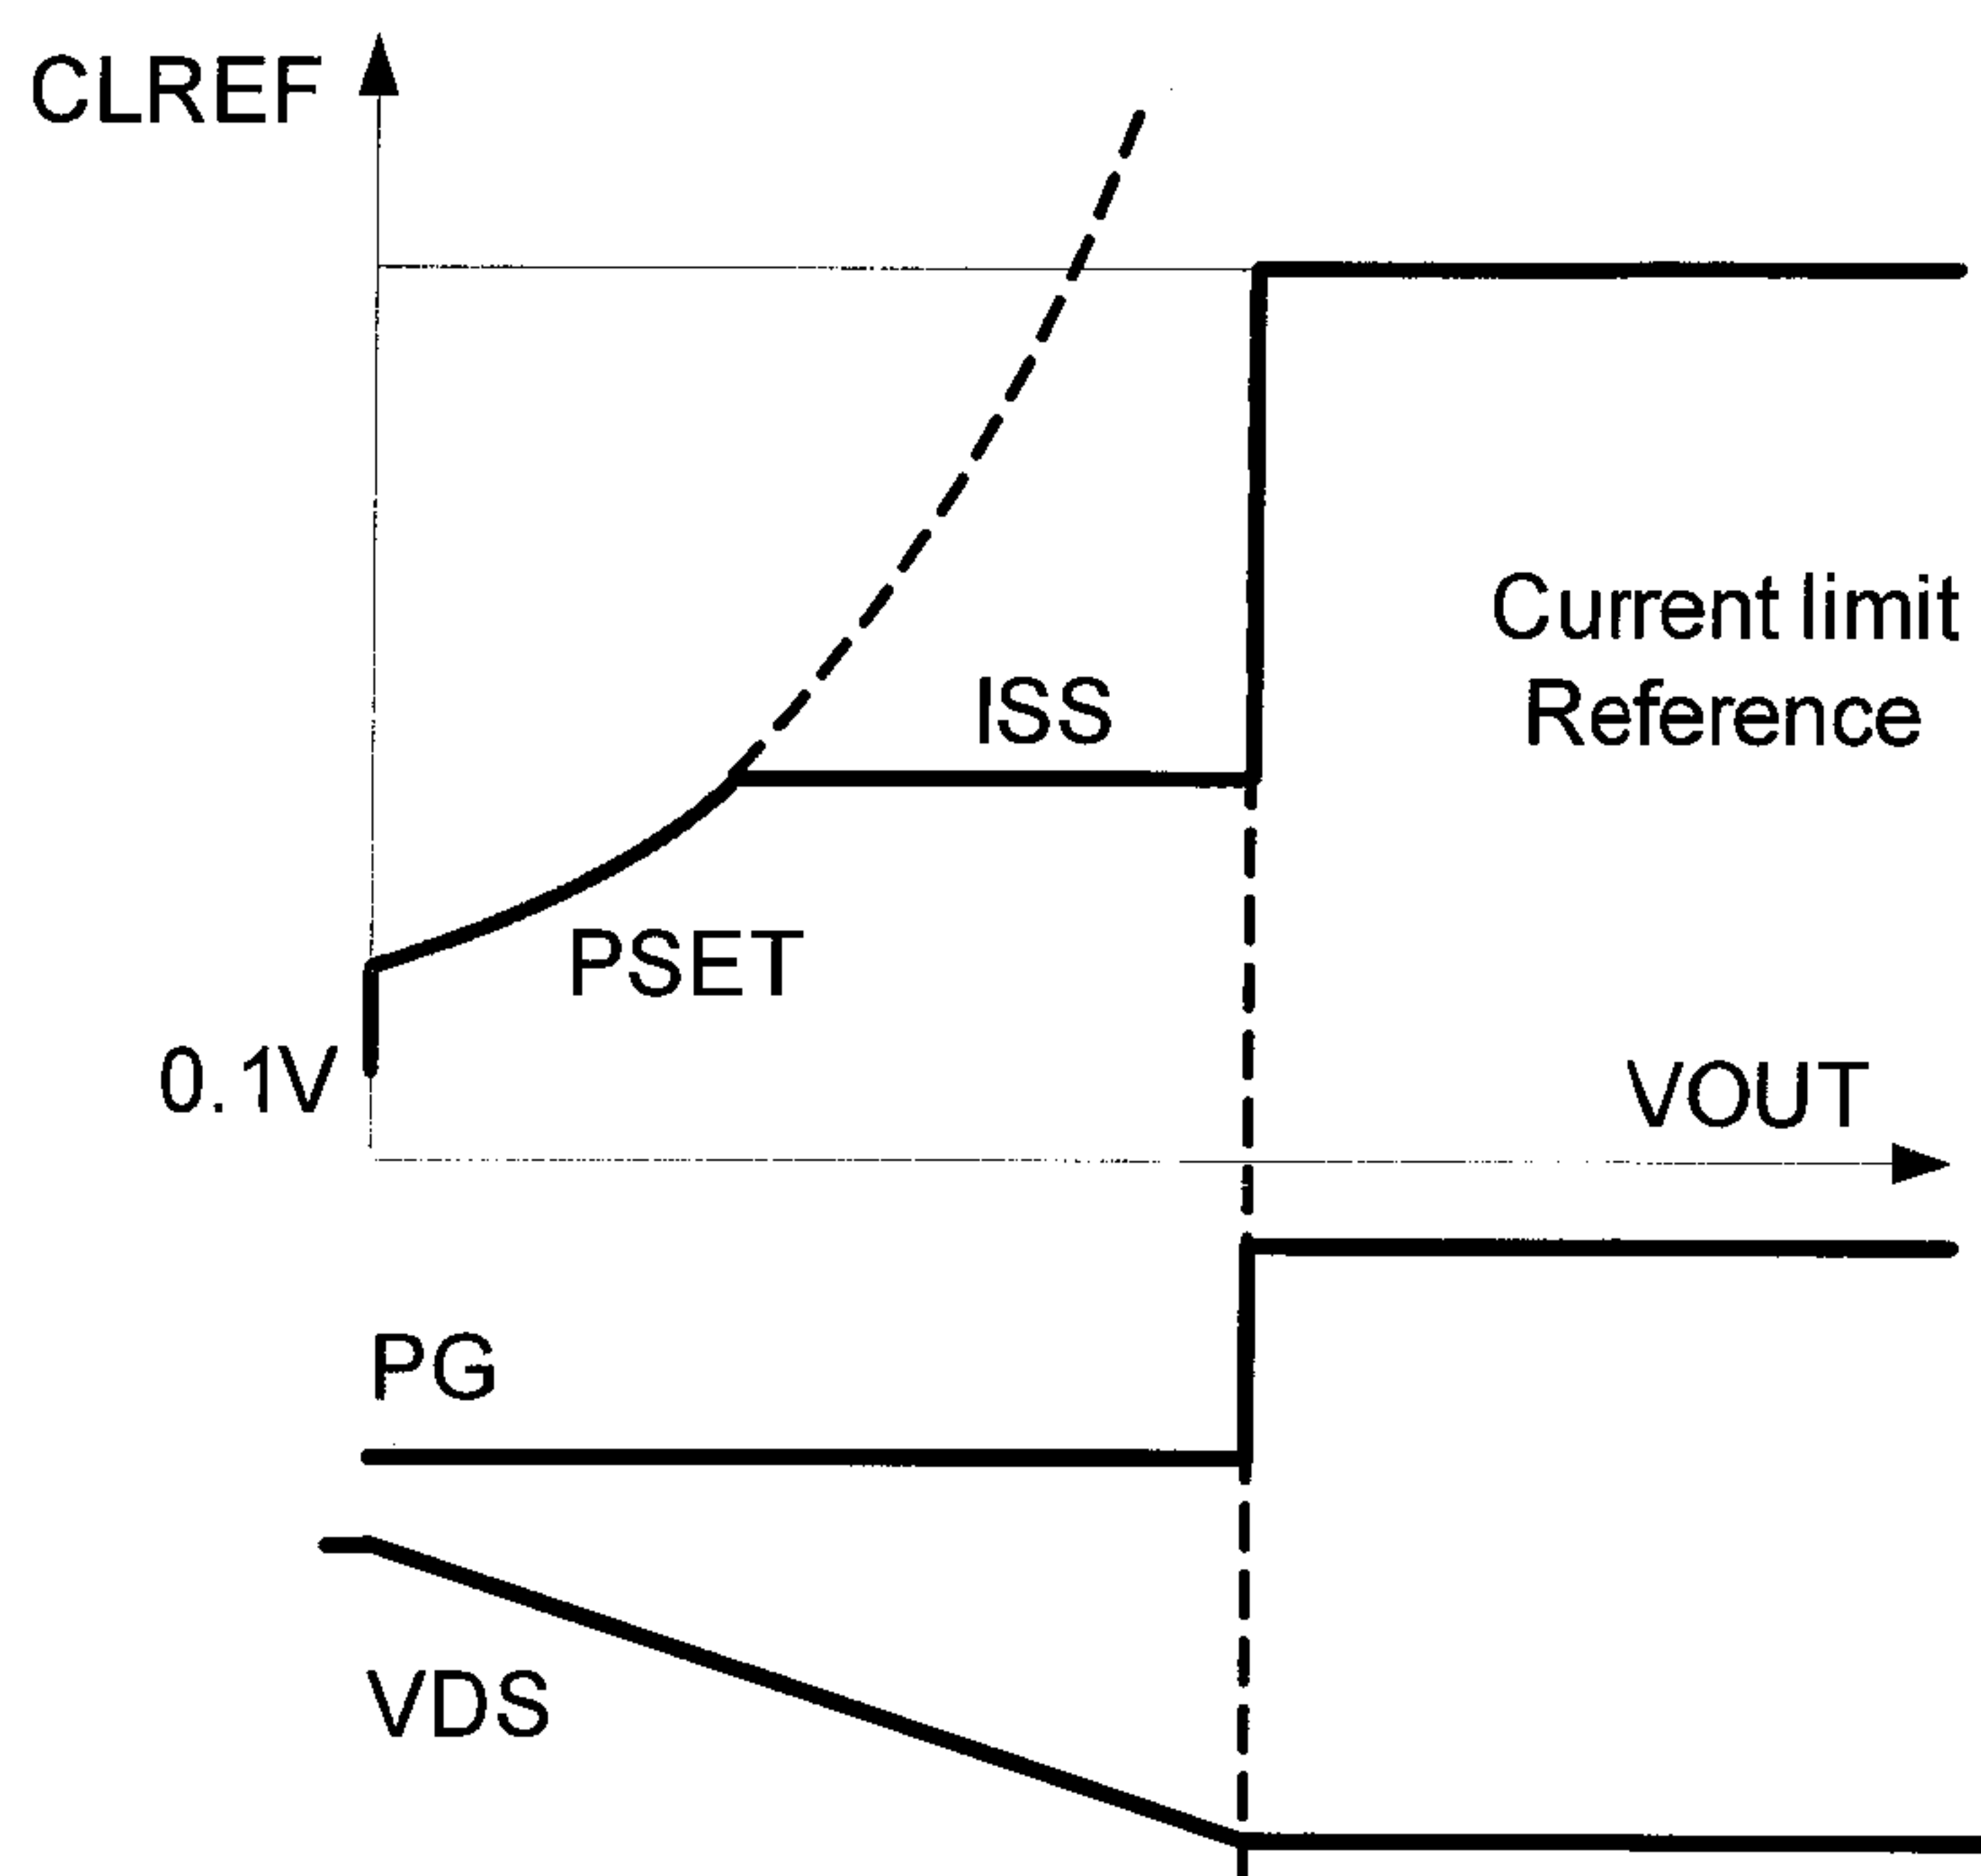 CLREF
ISS
Current limit
Reference
PSET
0.1V
VOUT
PG
VDS